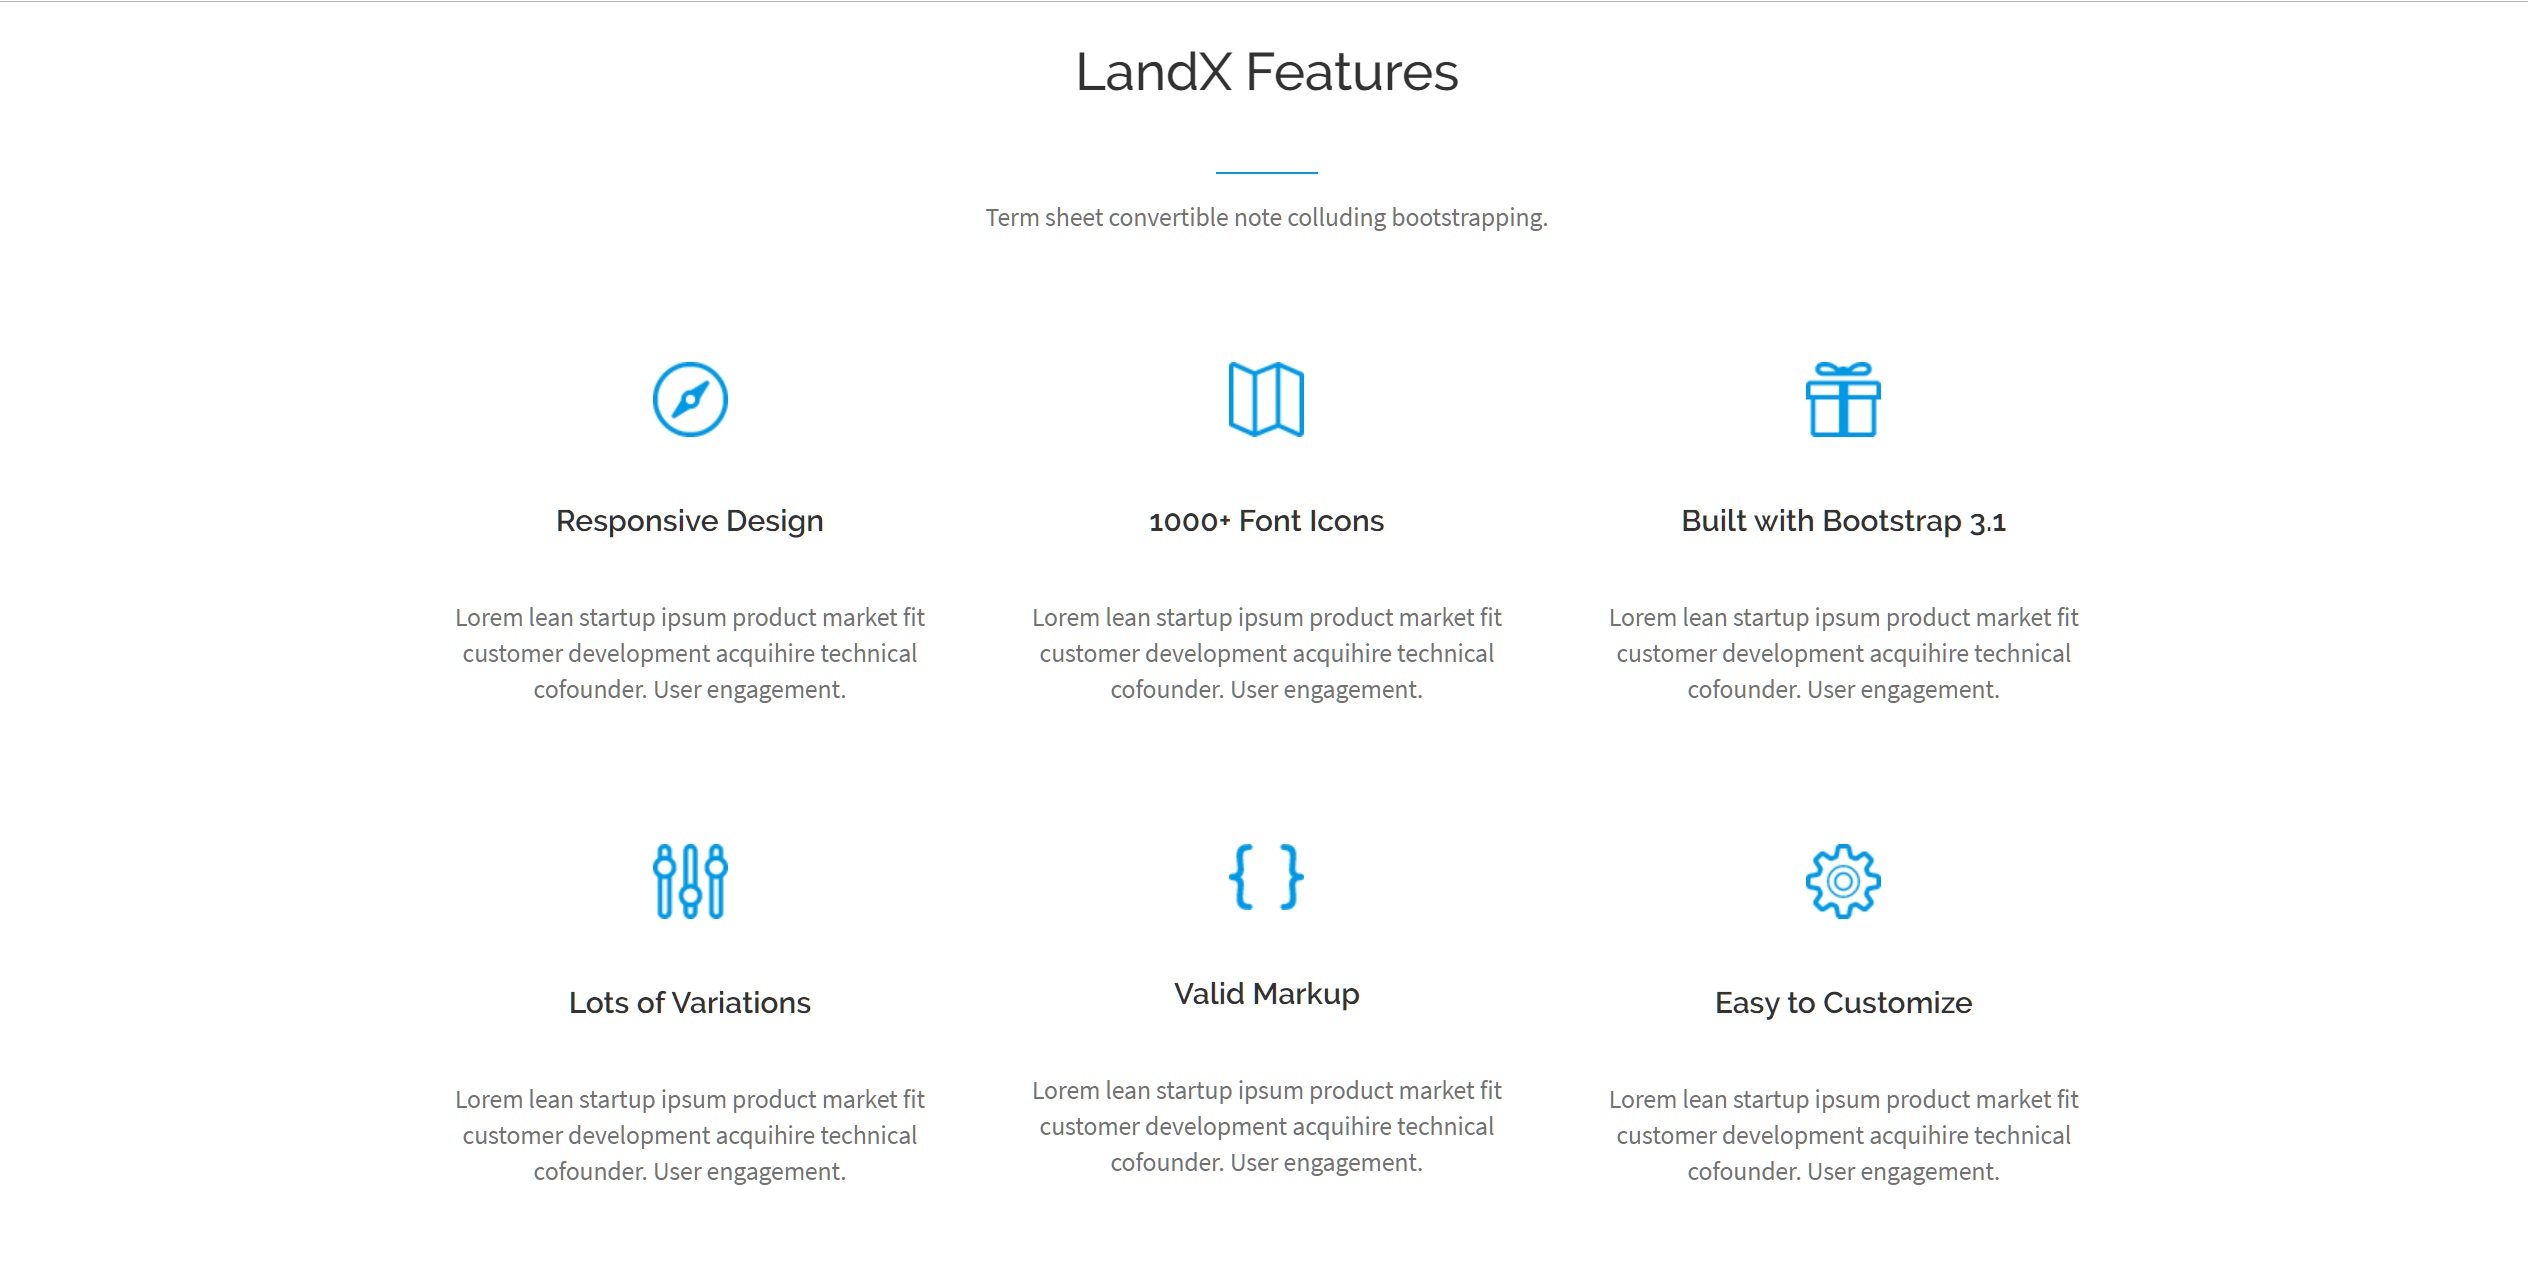 LandX Features
Term sheet convertible note colluding bootstrapping.
Responsive Design
Lorem lean startup ipsum product market fit
customer development acquihire technical
cofounder. User engagement.
1000+ Font Icons
Lorem lean startup ipsum product market fit
customer development acquihire technical
cofounder. User engagement.
Built with Bootstrap 3.1
Lorem lean startup ipsum product market fit
customer development acquihire technical
cofounder. User engagement.
Lots of Variations
Lorem lean startup ipsum product market fit
customer development acquihire technical
cofounder. User engagement.
Valid Markup
Lorem lean startup ipsum product market fit
customer development acquihire technical
cofounder. User engagement.
Easy to Customize
Lorem lean startup ipsum product market fit
customer development acquihire technical
cofounder. User engagement.